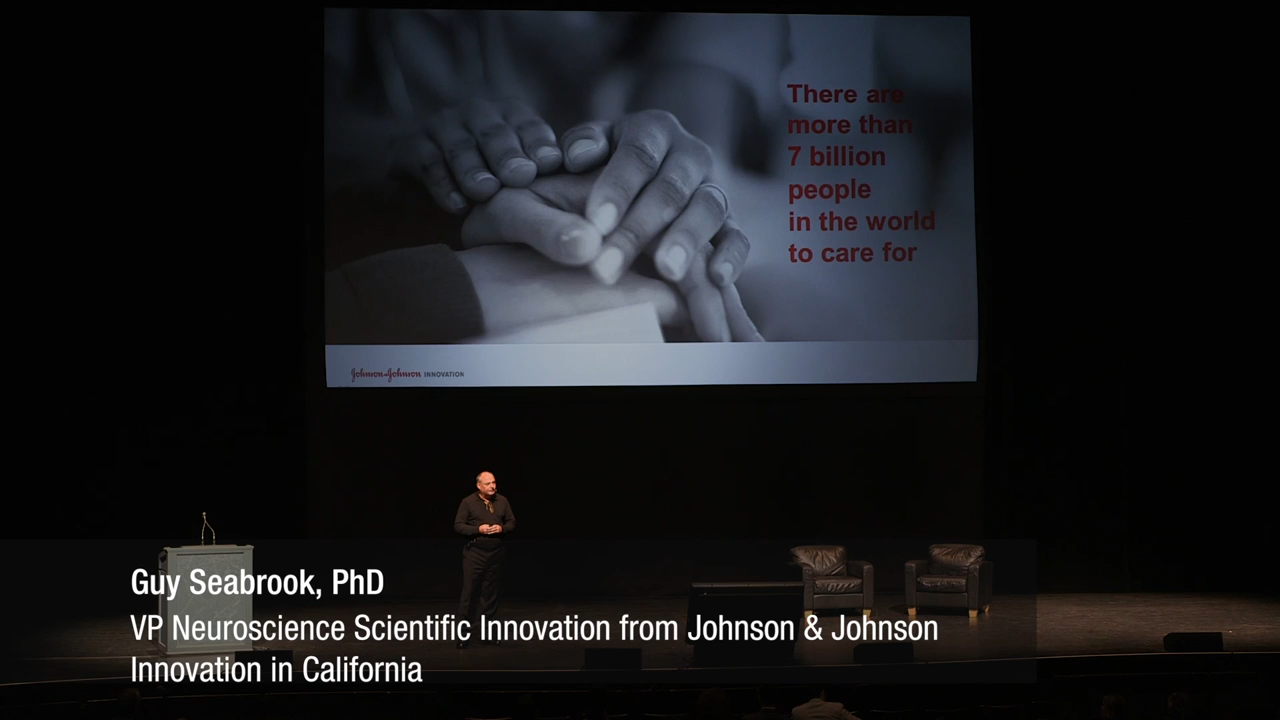 There are
more than
7 billion
people
in the world
to care for
Johnson & Johnson INNOVATION
Guy Seabrook, PhD
VP Neuroscience Scientific Innovation from Johnson & Johnson
Innovation in California